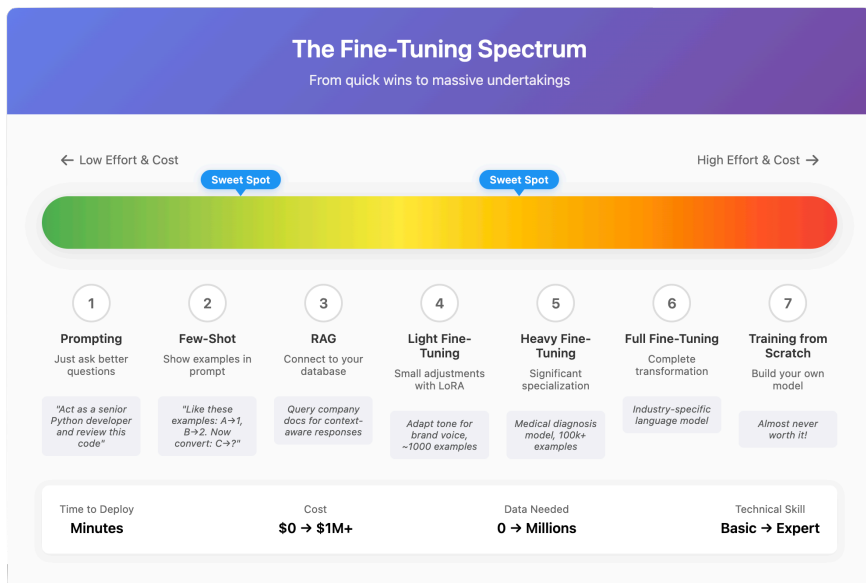 The Fine-Tuning Spectrum
From quick wins to massive undertakings
← Low Effort & Cost
High Effort & Cost →
Sweet Spot
Sweet Spot
1
Prompting
Just ask better
questions
"Act as a senior
Python developer
and review this
code"
2
Few-Shot
Show examples in
prompt
"Like these
examples: A→1,
B→2. Now
convert: C→?"
3
RAG
Connect to your
database
Query company
docs for context-
aware responses
4
Light Fine-
Tuning
Small adjustments
with LoRA
Adapt tone for
brand voice,
~1000 examples
5
Heavy Fine-
Tuning
Significant
specialization
Medical diagnosis
model, 100k+
examples
6
Full Fine-Tuning
Complete
transformation
Industry-specific
language model
7
Training from
Scratch
Build your own
model
Almost never
worth it!
Time to Deploy
Minutes
Cost
$0 → $1M+
Data Needed
0 → Millions
Technical Skill
Basic → Expert